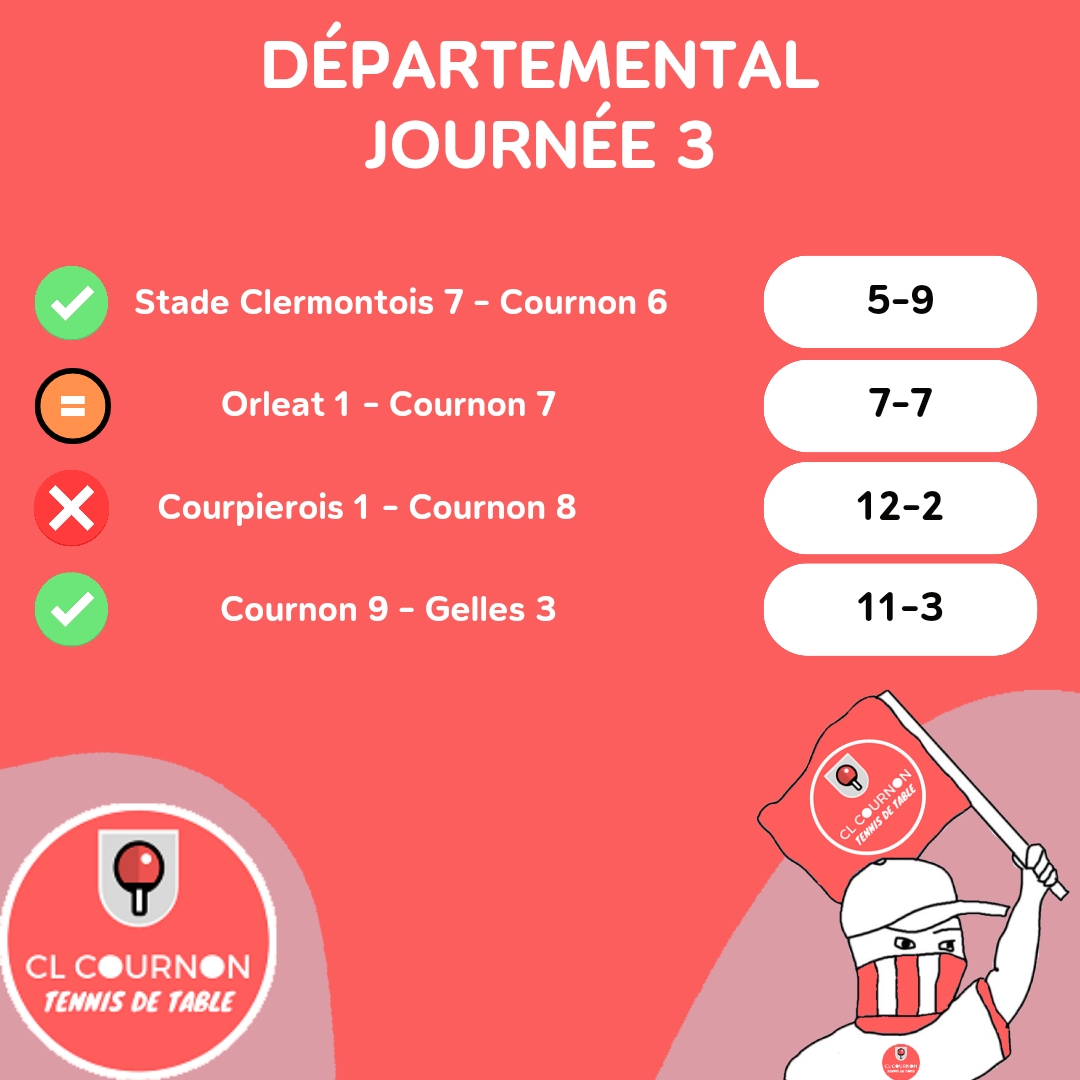 DÉPARTEMENTAL
JOURNÉE 3
Stade Clermontois 7 - Cournon 6
5-9
Orleat 1 - Cournon 7
7-7
Courpierois 1 - Cournon 8
12-2
Cournon 9 - Gelles 3
11-3
CL COURNON
TENNIS DE TABLE
CL COURNON
TENNIS DE TABLE
CL COURNON
TENNIS DE TABLE